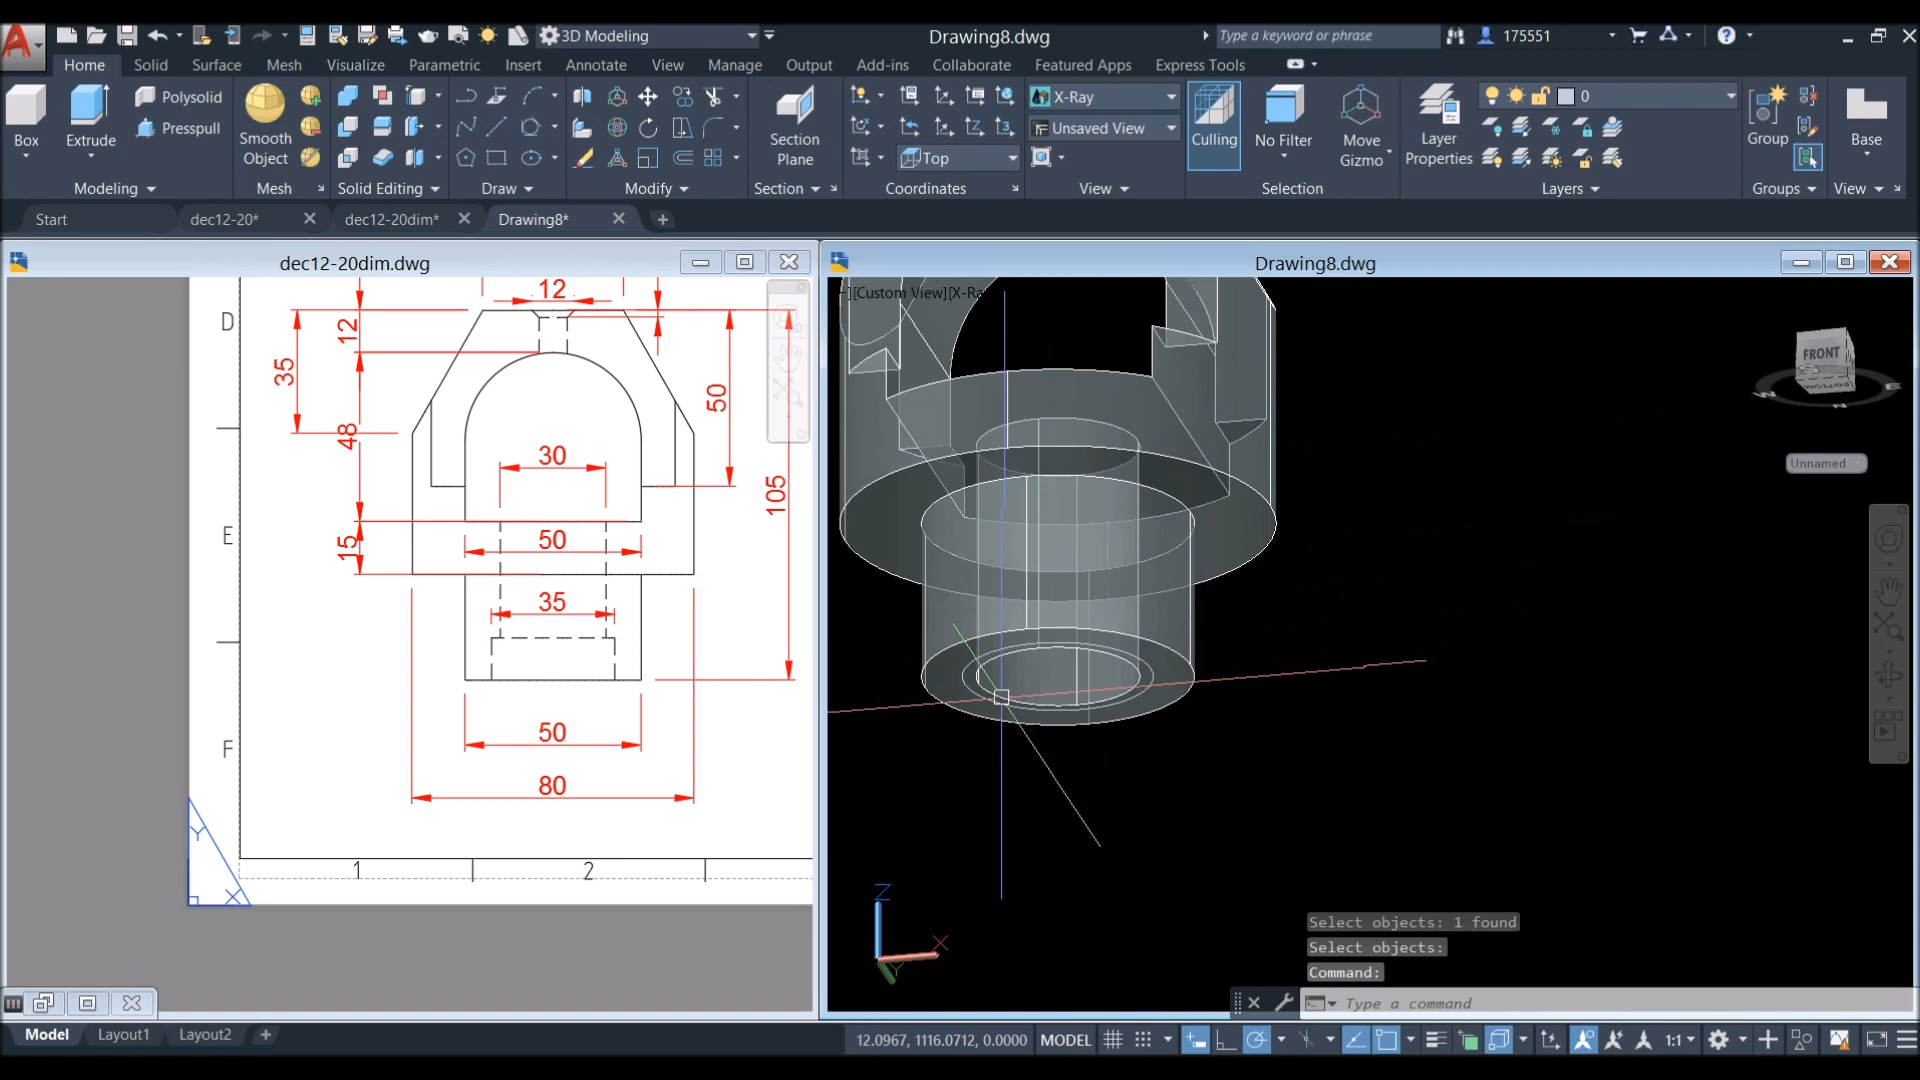 3D Modeling
Drawing8.dwg
Type a keyword or phrase
175551
Home Solid Surface Mesh Visualize Parametric Insert Annotate View Manage Output Add-ins Collaborate Featured Apps Express Tools
Box
Extrude
Polysolid
Presspull
Smooth
Object
Section
Plane
Top
X-Ray
Unsaved View
Culling
No Filter
Move
Gizmo
Layer
Properties
0
Group
Base
Modeling
Mesh
Solid Editing
Draw
Modify
Section
Coordinates
View
Selection
Layers
Groups
View
Start
dec12-20*
dec12-20dim*
Drawing8*
dec12-20dim.dwg
Drawing8.dwg
D
E
F
12
12
35
48
15
50
105
30
50
35
50
80
1
2
Y
X
[Custom View]
FRONT
BOTTOM
W
E
Unnamed
Z
X
Y
Select objects: 1 found
Select objects:
Command:
Type a command
Model
Layout1
Layout2
12.0967, 1116.0712, 0.0000
MODEL
1:1